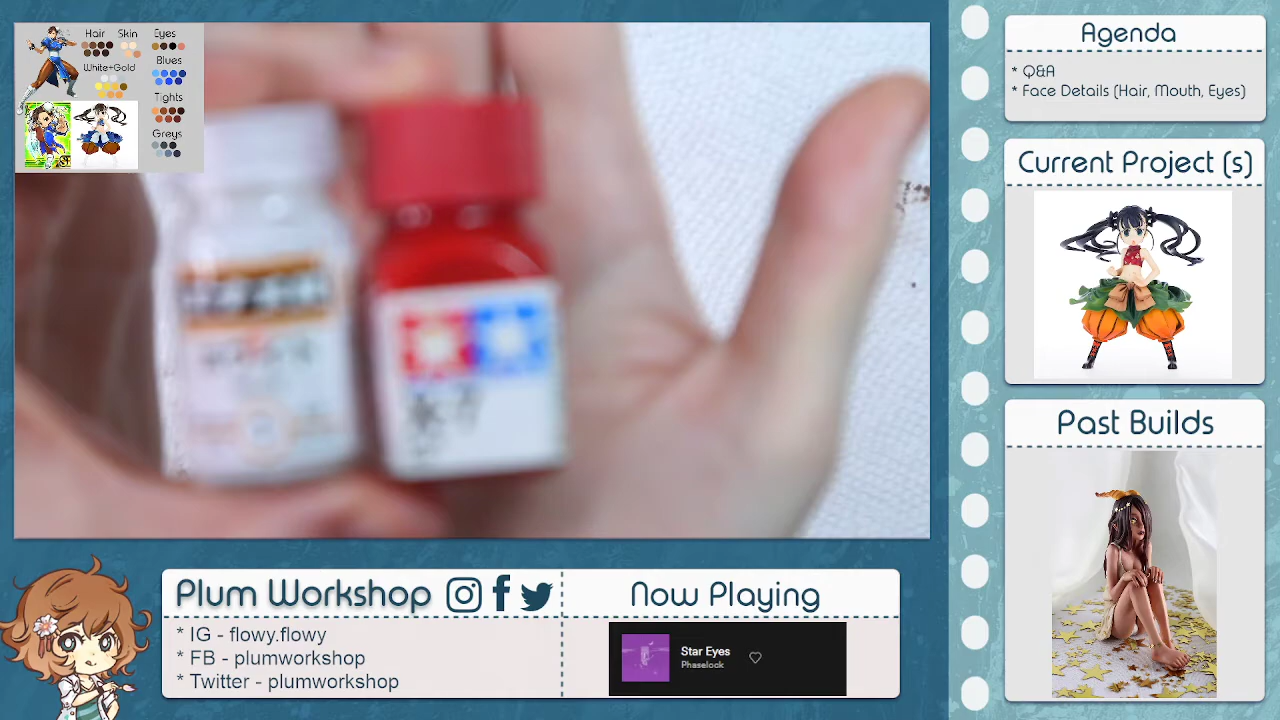 Hair
Skin
Eyes
White+Gold
Blues
Tights
Greys
Agenda
* Q&A
* Face Details (Hair, Mouth, Eyes)
Current Project (s)
Past Builds
Plum Workshop
* IG - flowy.flowy
* FB - plumworkshop
* Twitter - plumworkshop
Now Playing
Star Eyes
Phaselock